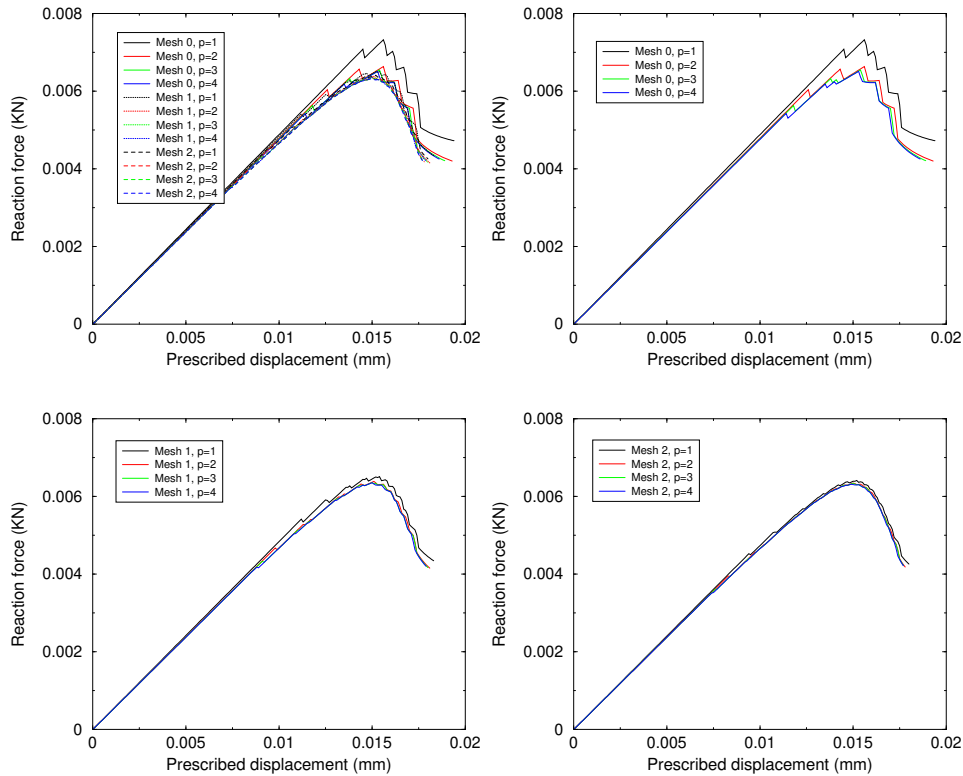 0.008
0.006
0.004
0.002
0
Reaction force (KN)
Mesh 0, p=1
Mesh 0, p=2
Mesh 0, p=3
Mesh 0, p=4
Mesh 1, p=1
Mesh 1, p=2
Mesh 1, p=3
Mesh 1, p=4
Mesh 2, p=1
Mesh 2, p=2
Mesh 2, p=3
Mesh 2, p=4
0 0.005 0.01 0.015 0.02
Prescribed displacement (mm)
0.008
0.006
0.004
0.002
0
Reaction force (KN)
Mesh 0, p=1
Mesh 0, p=2
Mesh 0, p=3
Mesh 0, p=4
0 0.005 0.01 0.015 0.02
Prescribed displacement (mm)
0.008
0.006
0.004
0.002
0
Reaction force (KN)
Mesh 1, p=1
Mesh 1, p=2
Mesh 1, p=3
Mesh 1, p=4
0 0.005 0.01 0.015 0.02
Prescribed displacement (mm)
0.008
0.006
0.004
0.002
0
Reaction force (KN)
Mesh 2, p=1
Mesh 2, p=2
Mesh 2, p=3
Mesh 2, p=4
0 0.005 0.01 0.015 0.02
Prescribed displacement (mm)